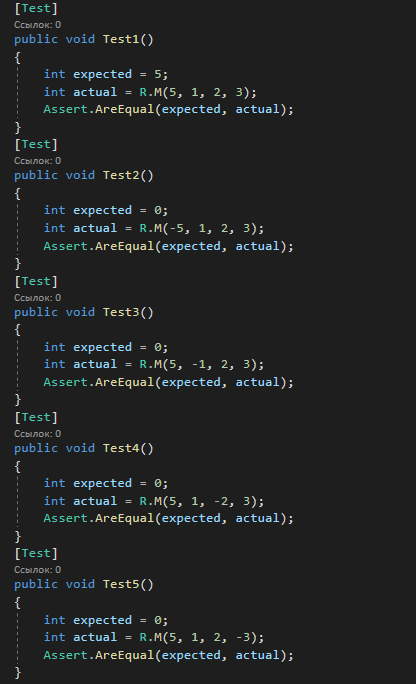 [Test]
Ссылок: 0
public void Test1()
{
int expected = 5;
int actual = R.M(5, 1, 2, 3);
Assert.AreEqual(expected, actual);
}
[Test]
Ссылок: 0
public void Test2()
{
int expected = 0;
int actual = R.M(-5, 1, 2, 3);
Assert.AreEqual(expected, actual);
}
[Test]
Ссылок: 0
public void Test3()
{
int expected = 0;
int actual = R.M(5, -1, 2, 3);
Assert.AreEqual(expected, actual);
}
[Test]
Ссылок: 0
public void Test4()
{
int expected = 0;
int actual = R.M(5, 1, -2, 3);
Assert.AreEqual(expected, actual);
}
[Test]
Ссылок: 0
public void Test5()
{
int expected = 0;
int actual = R.M(5, 1, 2, -3);
Assert.AreEqual(expected, actual);
}